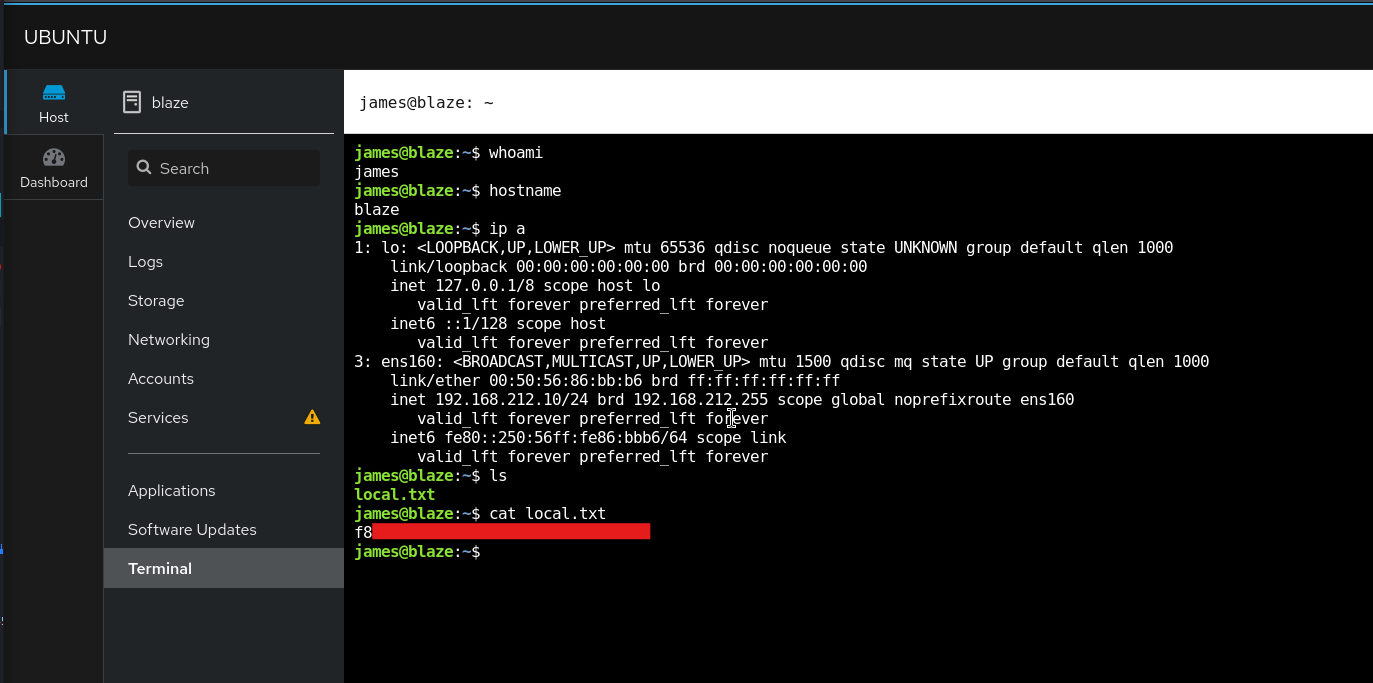 UBUNTU
Host
Dashboard
blaze
Search
Overview
Logs
Storage
Networking
Accounts
Services
Applications
Software Updates
Terminal
james@blaze: ~
james@blaze:~$ whoami
james
james@blaze:~$ hostname
blaze
james@blaze:~$ ip a
1: lo: <LOOPBACK,UP,LOWER_UP> mtu 65536 qdisc noqueue state UNKNOWN group default qlen 1000
    link/loopback 00:00:00:00:00:00 brd 00:00:00:00:00:00
    inet 127.0.0.1/8 scope host lo
       valid_lft forever preferred_lft forever
    inet6 ::1/128 scope host
       valid_lft forever preferred_lft forever
3: ens160: <BROADCAST,MULTICAST,UP,LOWER_UP> mtu 1500 qdisc mq state UP group default qlen 1000
    link/ether 00:50:56:86:bb:b6 brd ff:ff:ff:ff:ff:ff
    inet 192.168.212.10/24 brd 192.168.212.255 scope global noprefixroute ens160
       valid_lft forever preferred_lft forever
    inet6 fe80::250:56ff:fe86:bbb6/64 scope link
       valid_lft forever preferred_lft forever
james@blaze:~$ ls
local.txt
james@blaze:~$ cat local.txt
f8
james@blaze:~$